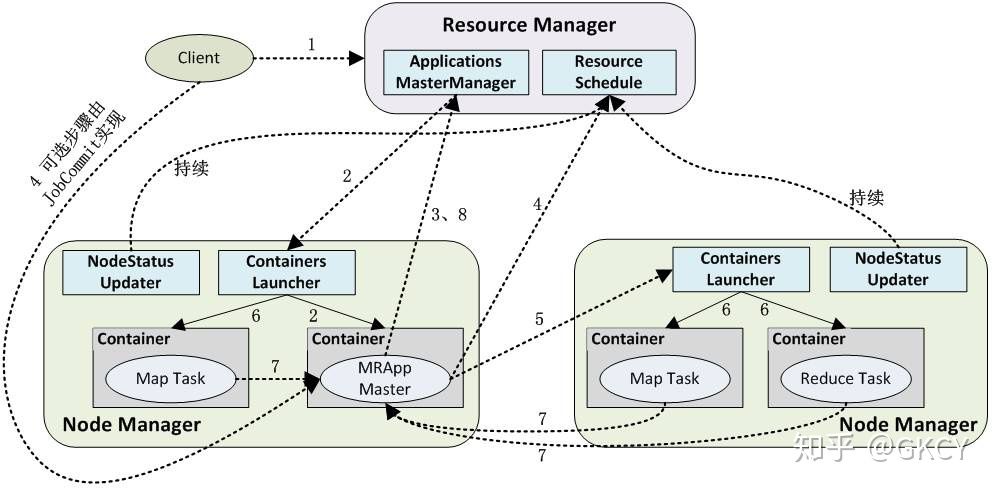 Resource Manager
Client
1
Applications
MasterManager
Resource
Schedule
4 可选步骤由
JobCommit实现
持续
2
3、8
4
持续
NodeStatus
Updater
Containers
Launcher
Containers
Launcher
NodeStatus
Updater
6
2
5
6
6
Container
Map Task
7
Container
MRApp
Master
Container
Map Task
Container
Reduce Task
Node Manager
7
7
Node Manager
知乎 @GKCY